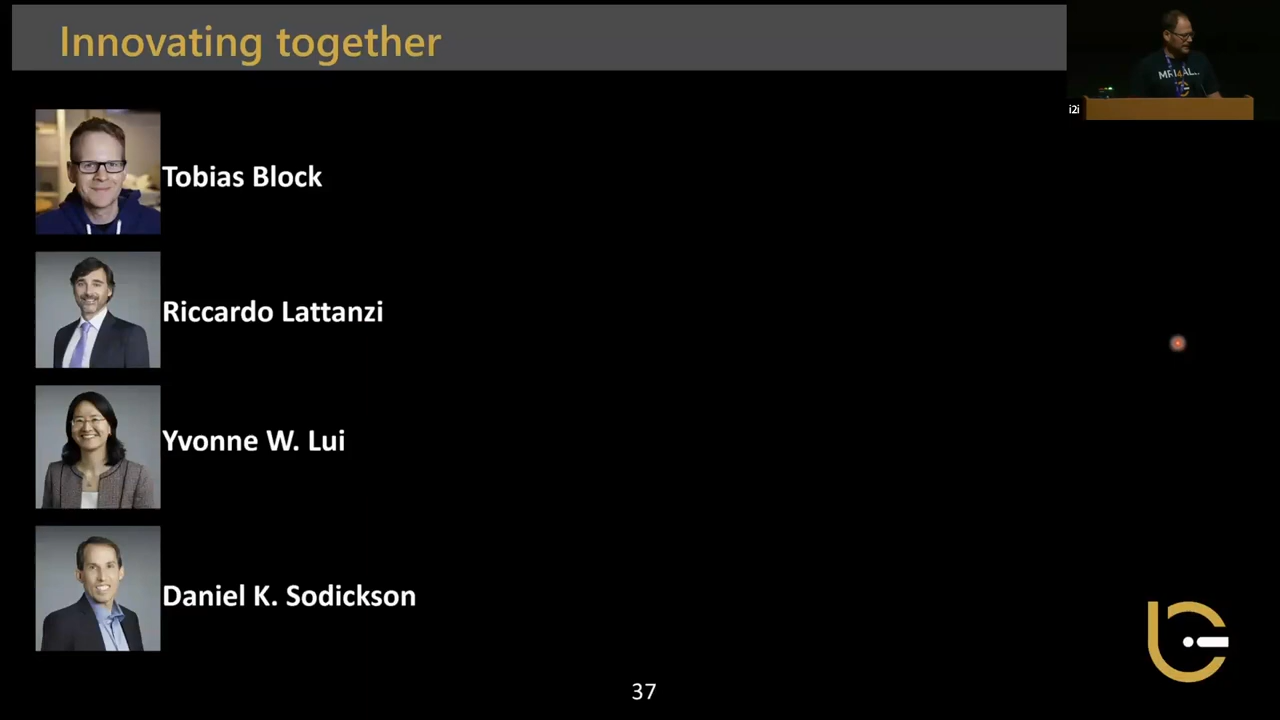 Innovating together
i2i
Tobias Block
Riccardo Lattanzi
Yvonne W. Lui
Daniel K. Sodickson
37